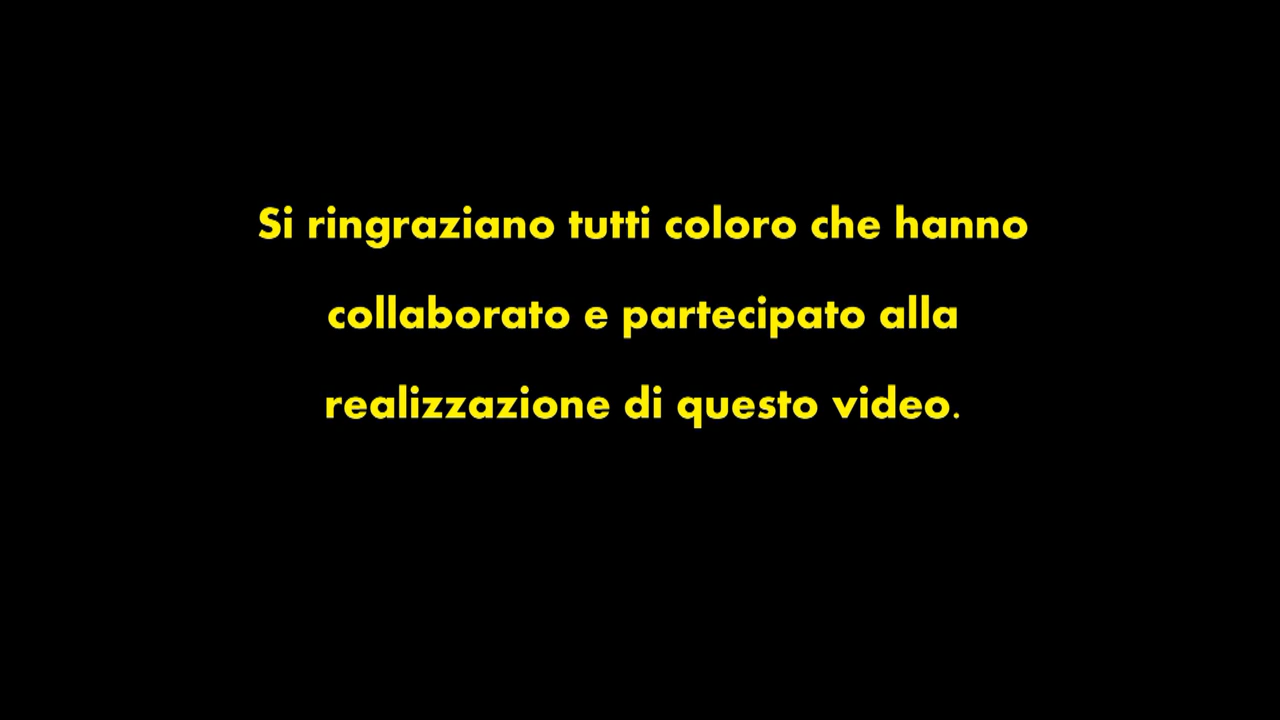 Si ringraziano tutti coloro che hanno
collaborato e partecipato alla
realizzazione di questo video.